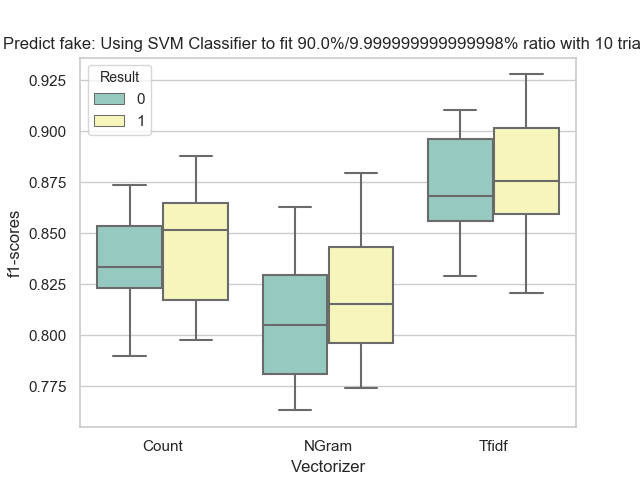 Predict fake: Using SVM Classifier to fit 90.0%/9.999999999999998% ratio with 10 tria
Result
0
1
0.925
0.900
0.875
0.850
0.825
0.800
0.775
f1-scores
Count NGram Tfidf
Vectorizer